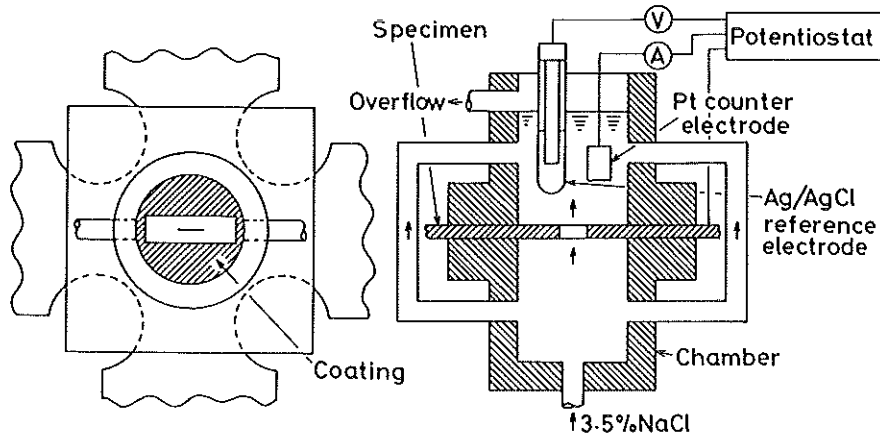 Specimen
Overflow
V
A
Potentiostat
Pt counter
electrode
Ag/AgCl
reference
electrode
Coating
Chamber
3·5%NaCl